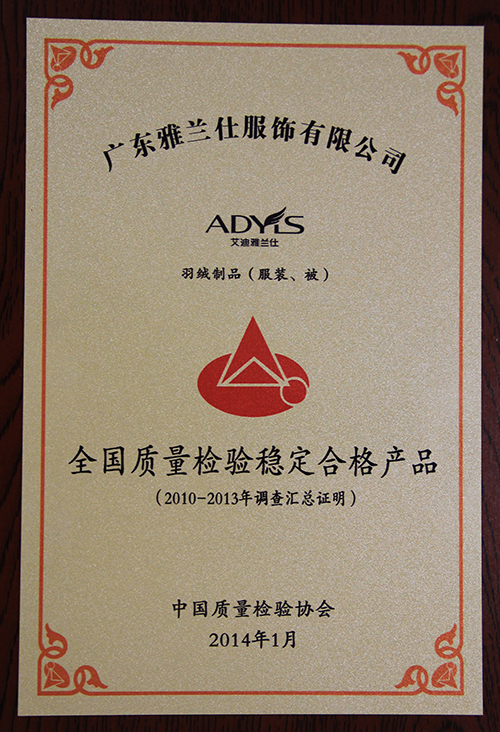 广东雅兰仕服饰有限公司
ADYLS
艾迪雅兰仕
羽绒制品（服装、被）
全国质量检验稳定合格产品
（2010-2013年调查汇总证明）
中国质量检验协会
2014年1月